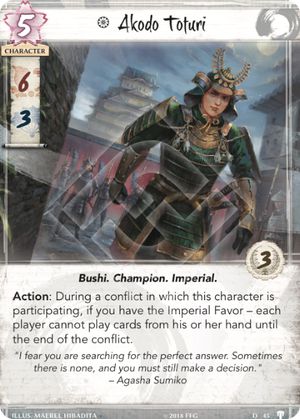 5
Akodo Toturi
CHARACTER
6
3
3
Bushi. Champion. Imperial.
Action: During a conflict in which this character is
participating, if you have the Imperial Favor – each
player cannot play cards from his or her hand until
the end of the conflict.
"I fear you are searching for the perfect answer. Sometimes
there is none, and you must still make a decision."
– Agasha Sumiko
ILLUS. MAEREL HIBADITA
© 2018 FFG
D 45